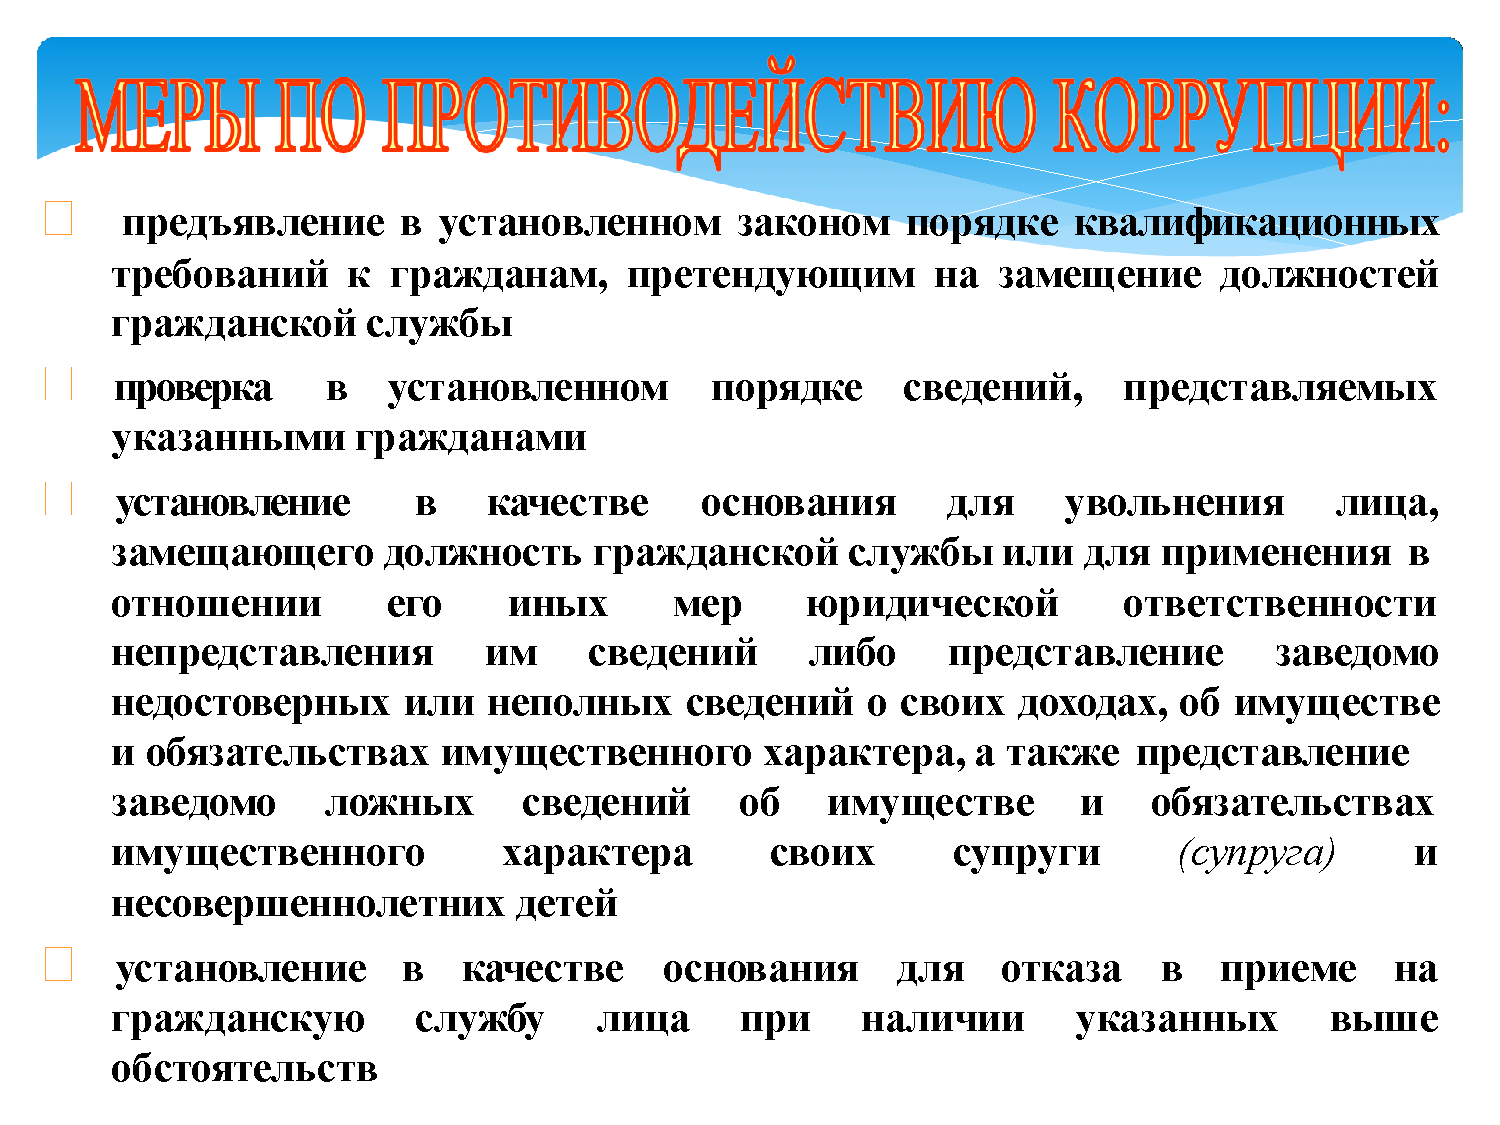 МЕРЫ ПО ПРОТИВОДЕЙСТВИЮ КОРРУПЦИИ:
предъявление в установленном законом порядке квалификационных
требований к гражданам, претендующим на замещение должностей
гражданской службы
проверка в установленном порядке сведений, представляемых
указанными гражданами
установление в качестве основания для увольнения лица,
замещающего должность гражданской службы или для применения в
отношении его иных мер юридической ответственности
непредставления им сведений либо представление заведомо
недостоверных или неполных сведений о своих доходах, об имуществе
и обязательствах имущественного характера, а также представление
заведомо ложных сведений об имуществе и обязательствах
имущественного характера своих супруги (супруга) и
несовершеннолетних детей
установление в качестве основания для отказа в приеме на
гражданскую службу лица при наличии указанных выше
обстоятельств